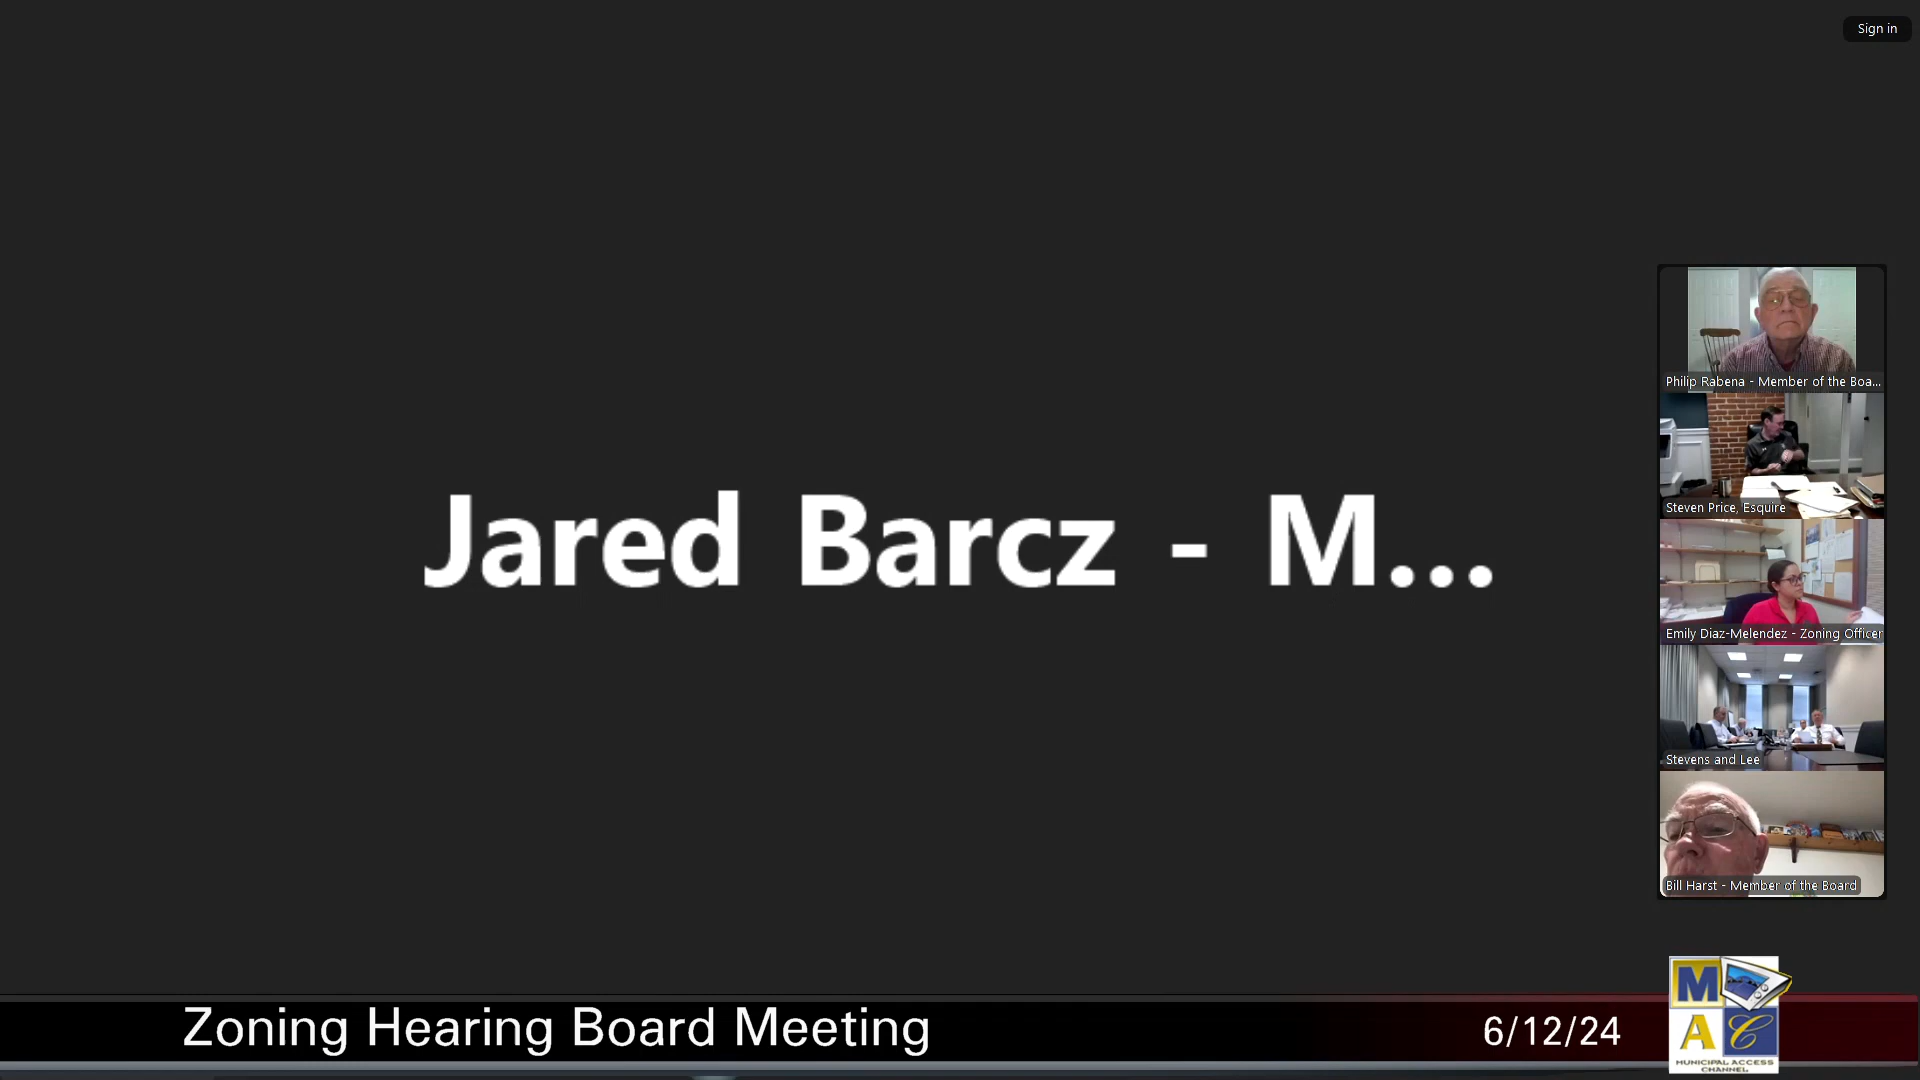 Sign in
Philip Rabena - Member of the Boa...
Steven Price, Esquire
Emily Diaz-Melendez - Zoning Officer
Stevens and Lee
Bill Harst - Member of the Board
Jared Barcz - M...
Zoning Hearing Board Meeting
6/12/24
M
A C
MUNICIPAL ACCESS
CHANNEL